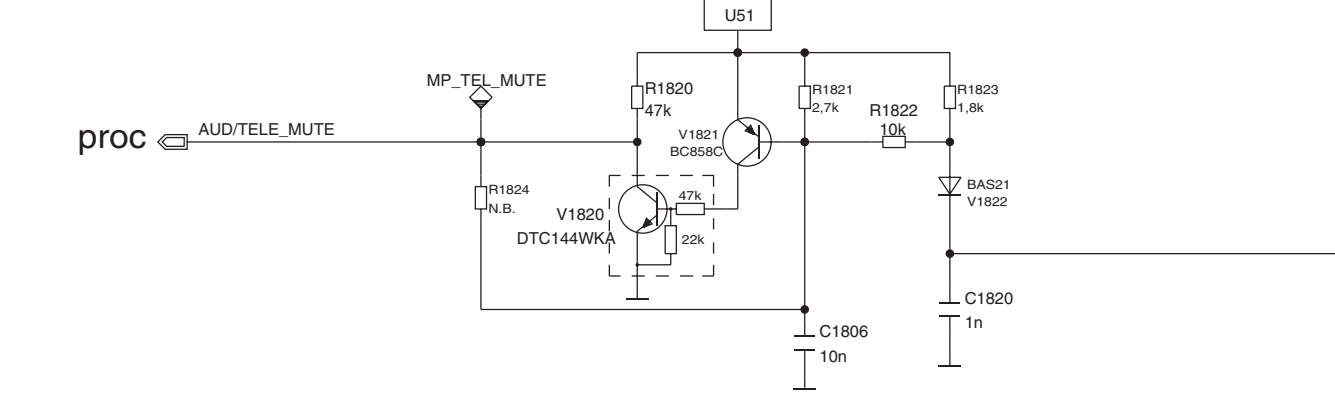 U51
MP_TEL_MUTE
R1820
47k
R1821
2,7k
R1823
1,8k
R1822
10k
proc
AUD/TELE_MUTE
V1821
BC858C
R1824
N.B.
47k
BAS21
V1822
V1820
DTC144WKA
22k
C1820
1n
C1806
10n